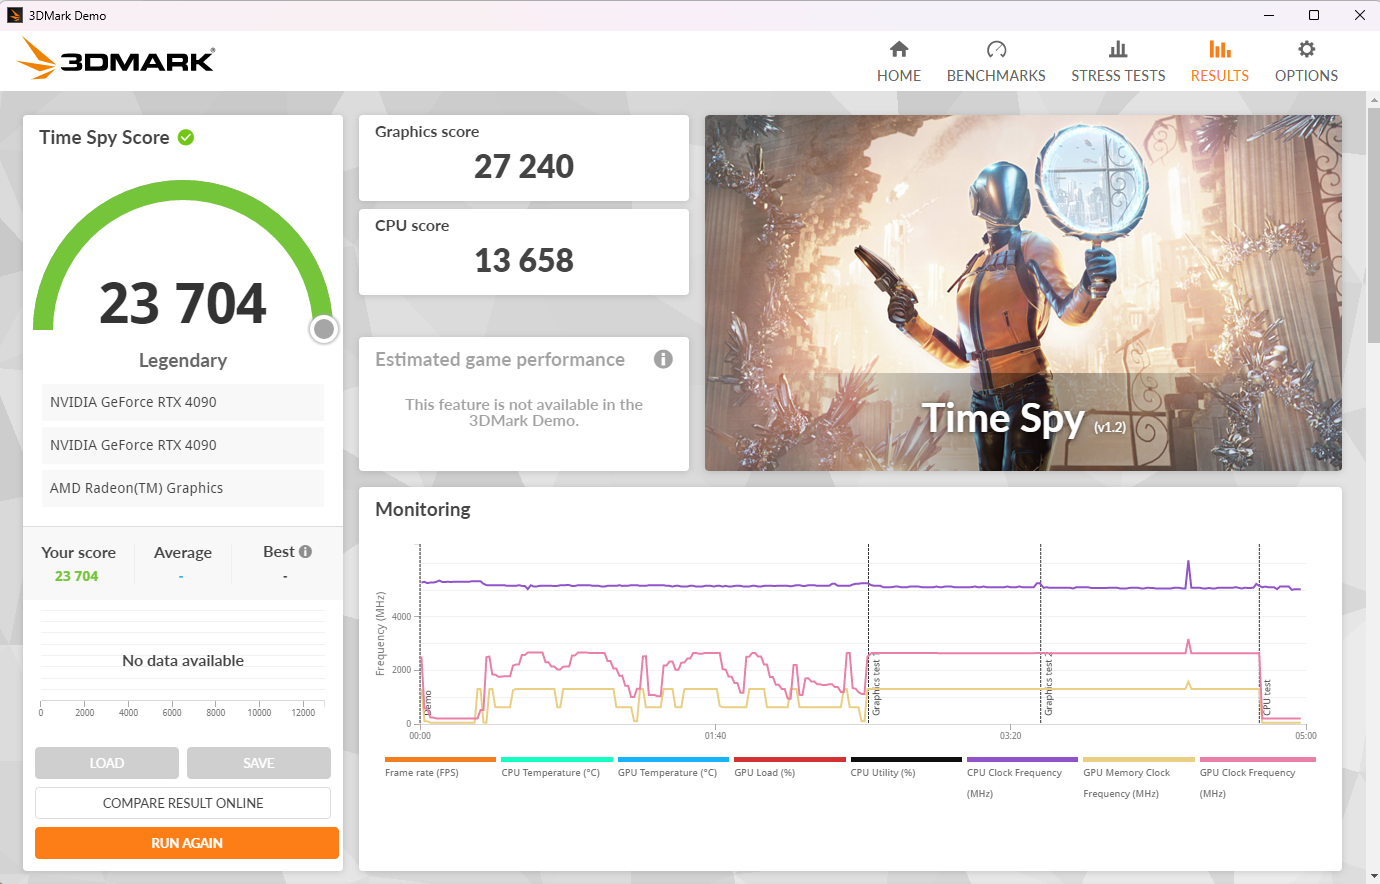 3DMark Demo
3DMARK®
HOME
BENCHMARKS
STRESS TESTS
RESULTS
OPTIONS
Time Spy Score
23 704
Legendary
NVIDIA GeForce RTX 4090
NVIDIA GeForce RTX 4090
AMD Radeon(TM) Graphics
Your score
Average
Best
23 704
-
-
No data available
0
2000
4000
6000
8000
10000
12000
LOAD
SAVE
COMPARE RESULT ONLINE
RUN AGAIN
Graphics score
27 240
CPU score
13 658
Estimated game performance
This feature is not available in the
3DMark Demo.
Time Spy (v1.2)
Monitoring
Frequency (MHz)
4000
2000
0
Demo
Graphics test 1
Graphics test 2
CPU test
00:00
01:40
03:20
05:00
Frame rate (FPS)
CPU Temperature (°C)
GPU Temperature (°C)
GPU Load (%)
CPU Utility (%)
CPU Clock Frequency
(MHz)
GPU Memory Clock
Frequency (MHz)
GPU Clock Frequency
(MHz)